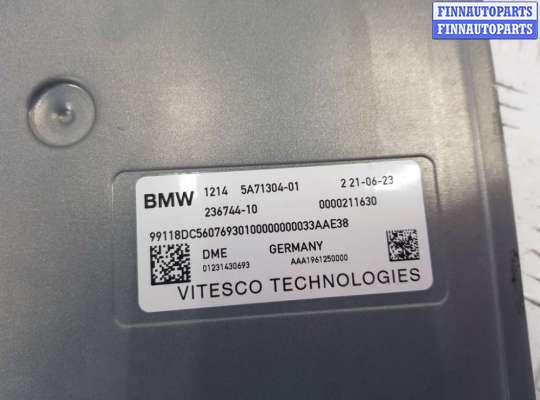 FINNAUTOPARTS
FINNAUTOPARTS
BMW 1214 5A71304-01 2 21-06-23
236744-10 0000211630
99118DC5607693010000000000033AAE38
DME GERMANY
01231430693 AAA1961250000
VITESCO TECHNOLOGIES